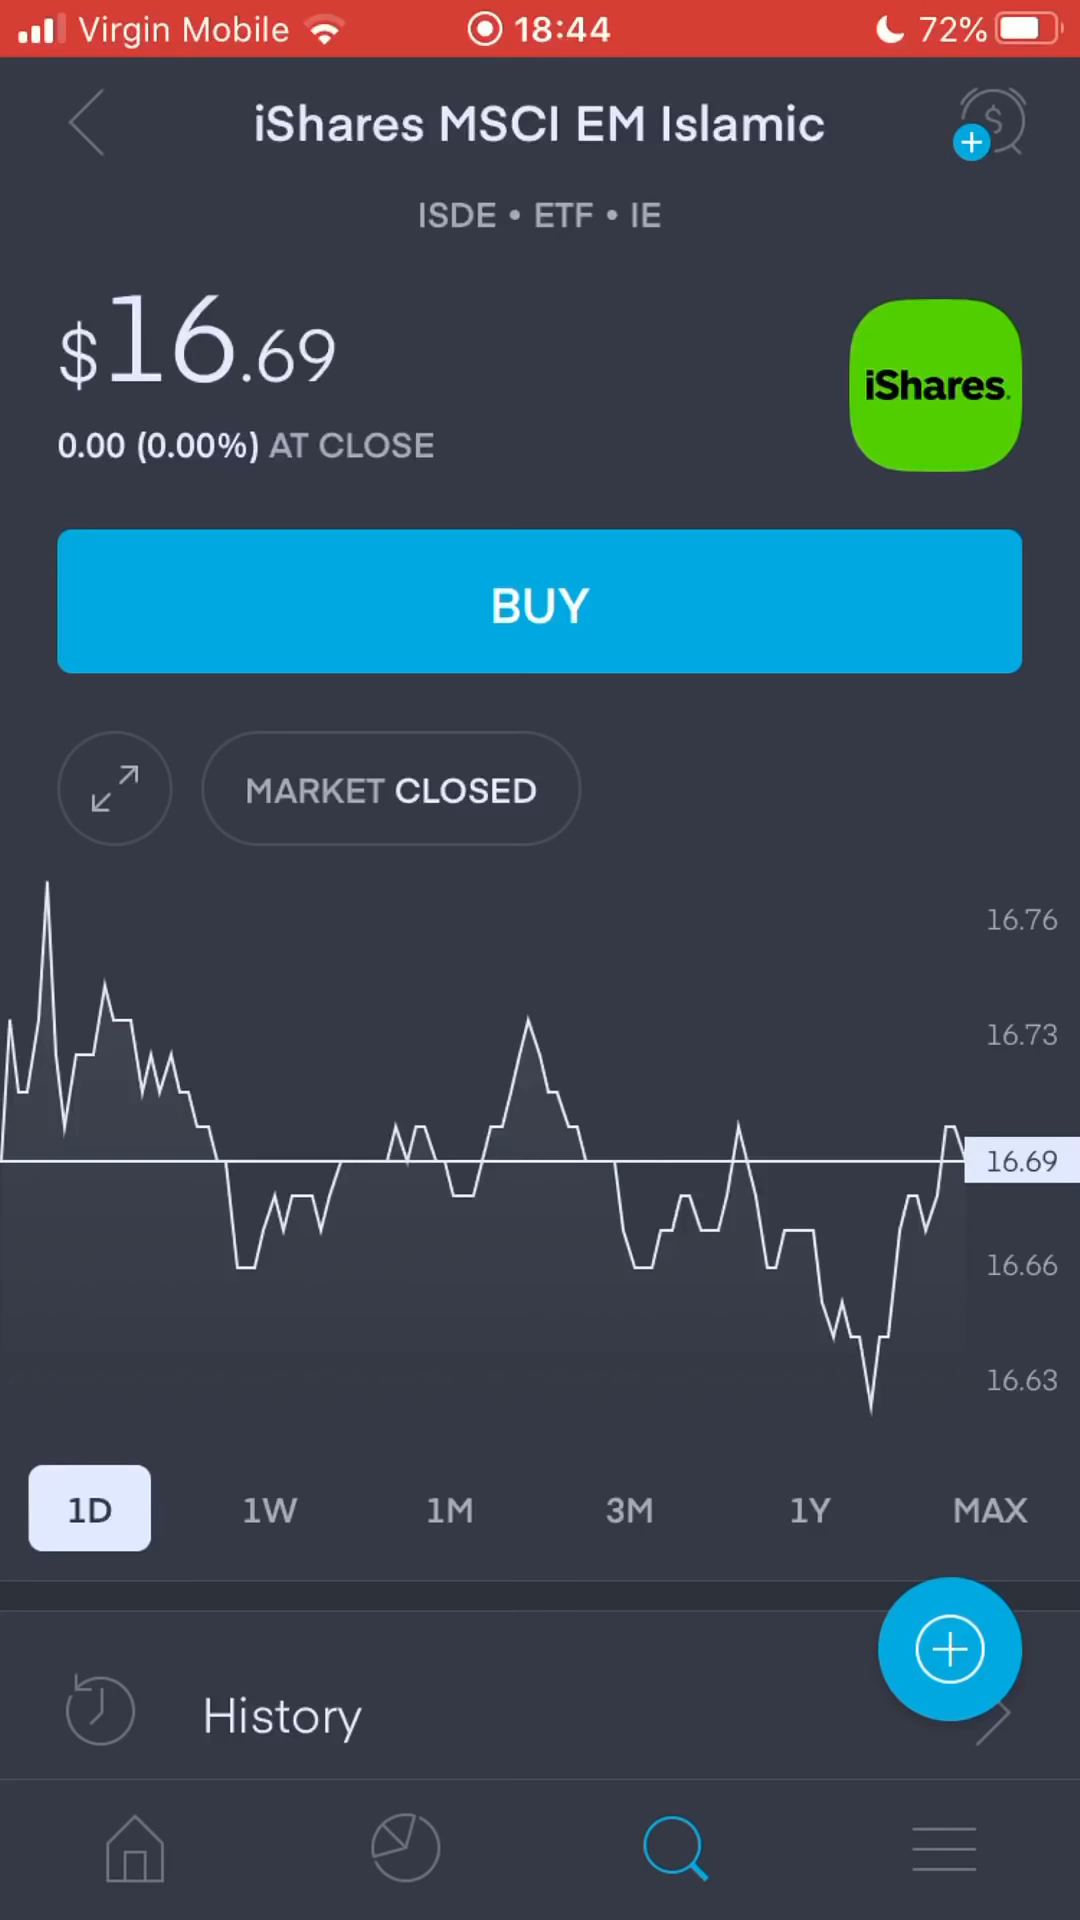 Virgin Mobile 18:44 72%
iShares MSCI EM Islamic
ISDE • ETF • IE
$16.69
iShares.
0.00 (0.00%) AT CLOSE
BUY
MARKET CLOSED
16.76
16.73
16.69
16.66
16.63
1D 1W 1M 3M 1Y MAX
History